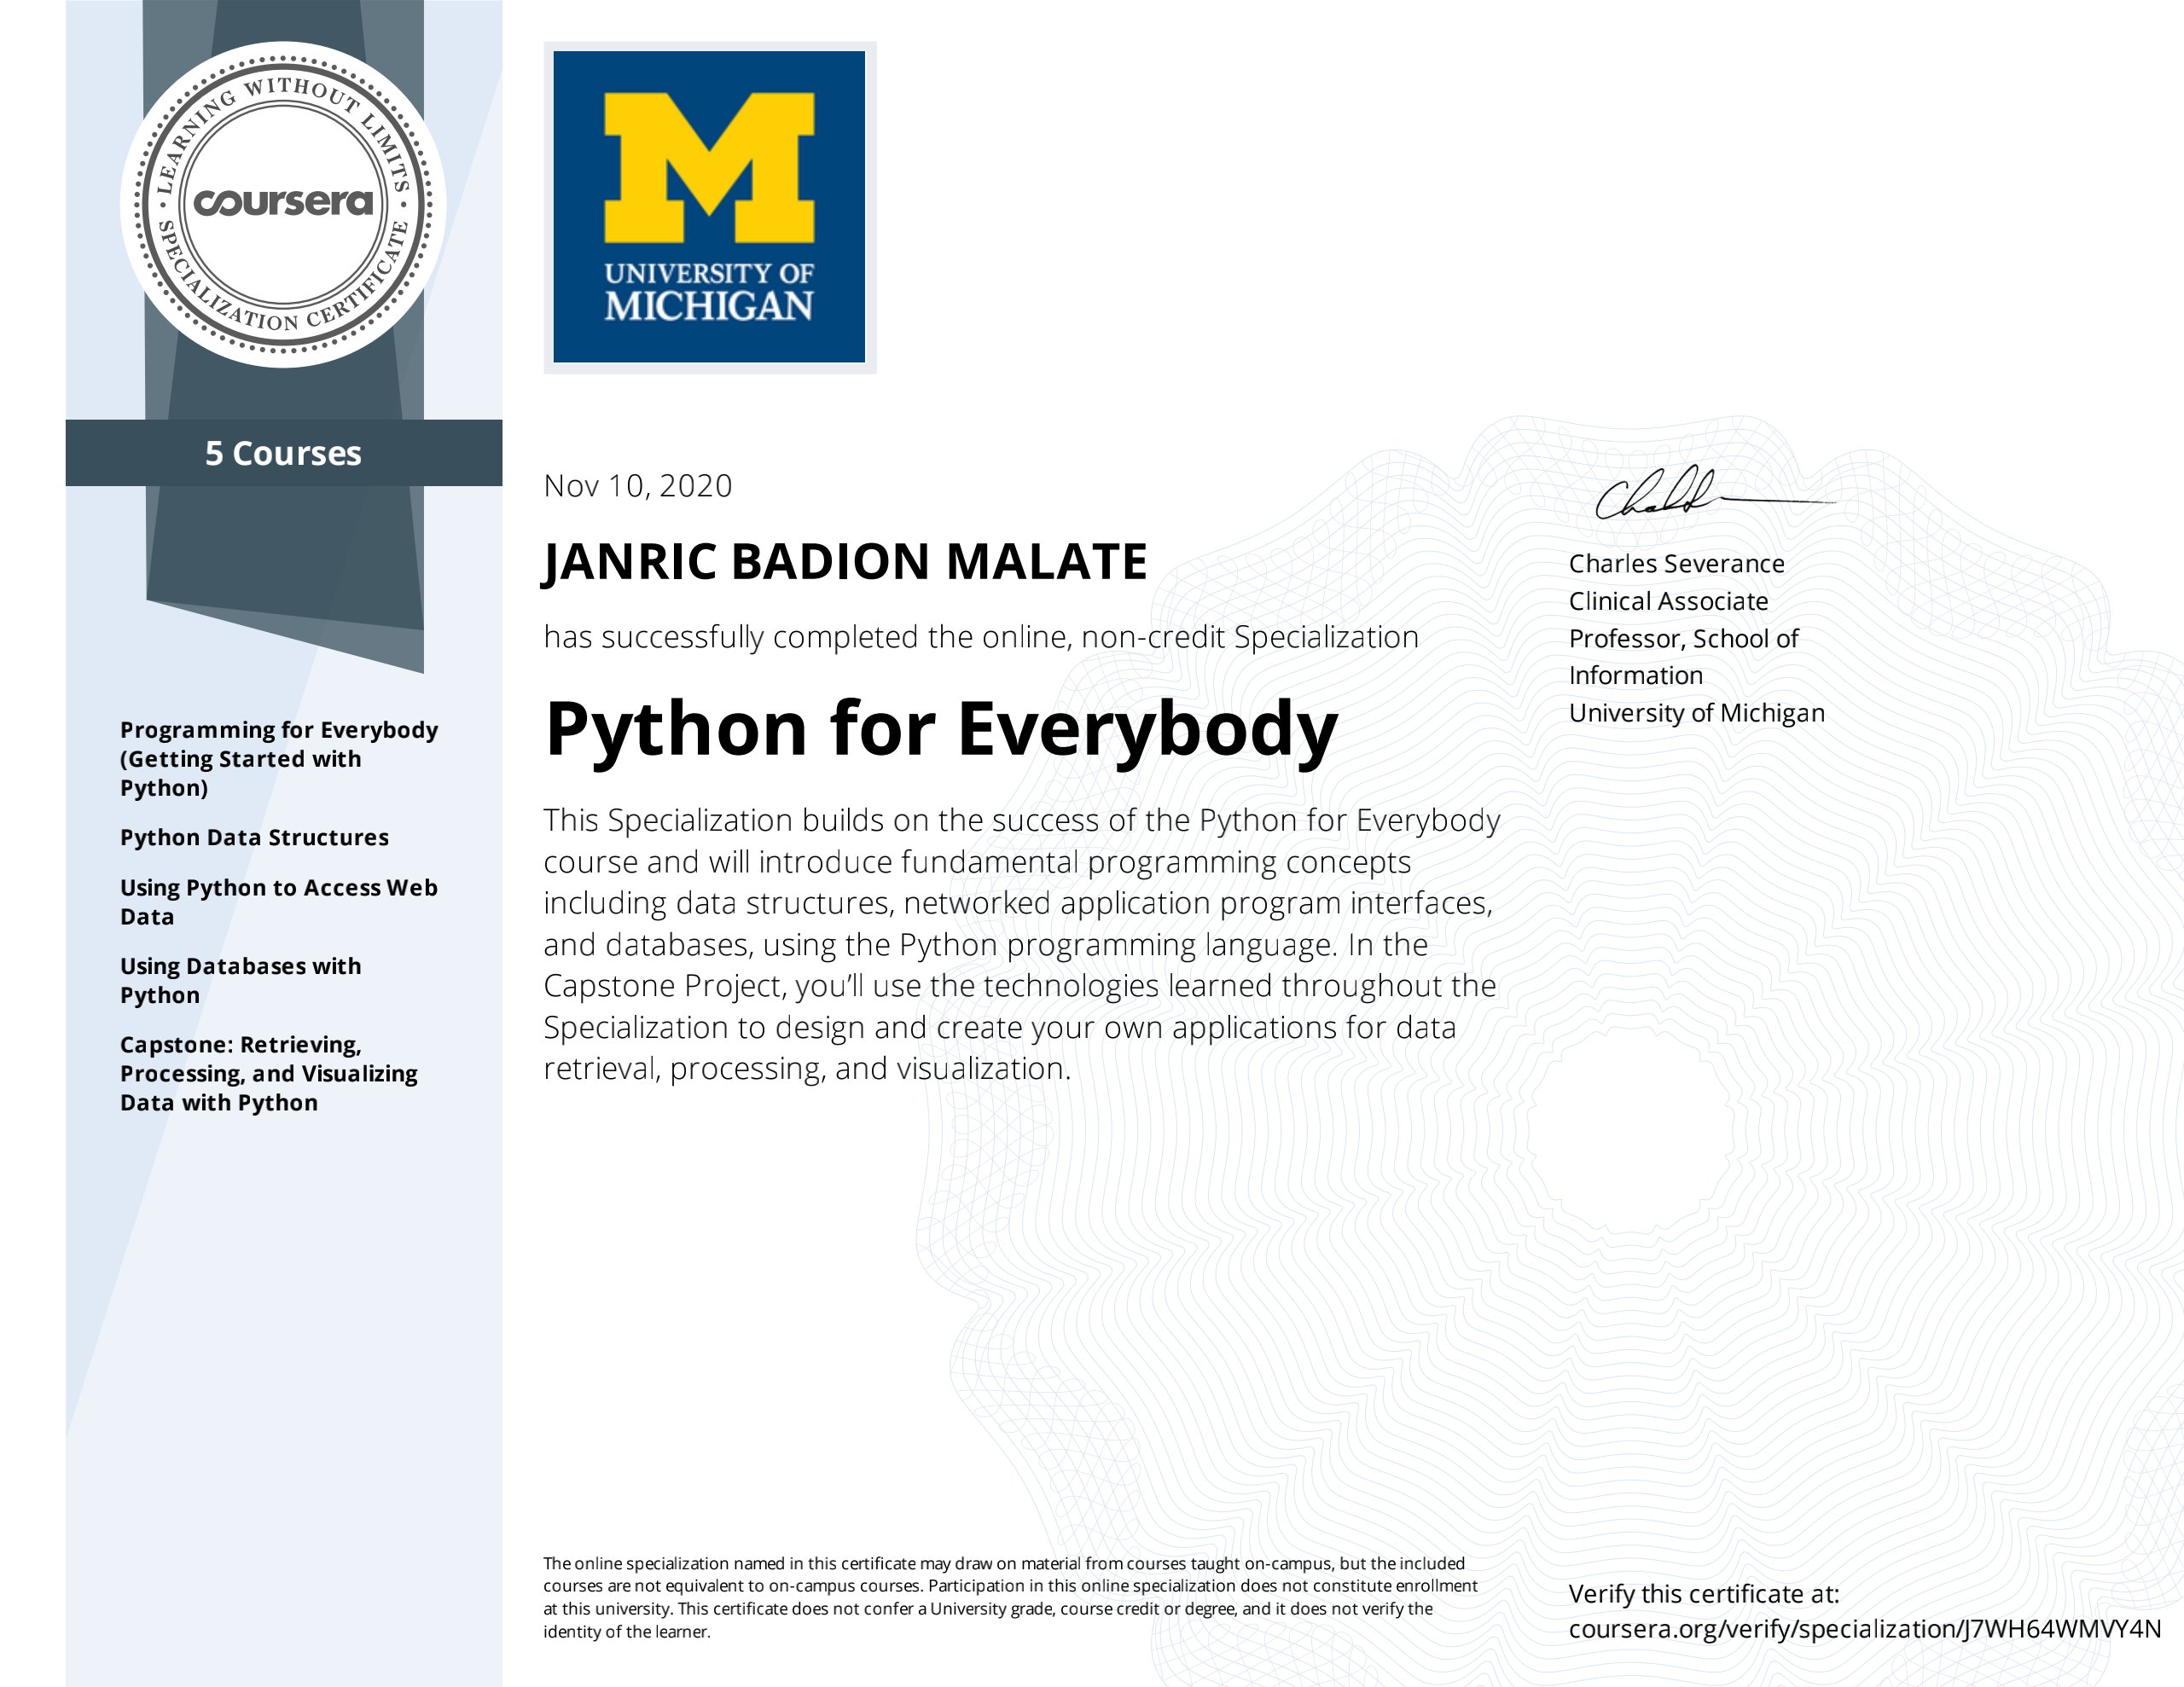 LEARNING WITHOUT LIMITS
coursera
SPECIALIZATION CERTIFICATE
5 Courses
Programming for Everybody
(Getting Started with
Python)
Python Data Structures
Using Python to Access Web
Data
Using Databases with
Python
Capstone: Retrieving,
Processing, and Visualizing
Data with Python
M
UNIVERSITY OF
MICHIGAN
Nov 10, 2020
JANRIC BADION MALATE
has successfully completed the online, non-credit Specialization
Python for Everybody
This Specialization builds on the success of the Python for Everybody
course and will introduce fundamental programming concepts
including data structures, networked application program interfaces,
and databases, using the Python programming language. In the
Capstone Project, you’ll use the technologies learned throughout the
Specialization to design and create your own applications for data
retrieval, processing, and visualization.
Charles Severance
Clinical Associate
Professor, School of
Information
University of Michigan
The online specialization named in this certificate may draw on material from courses taught on-campus, but the included
courses are not equivalent to on-campus courses. Participation in this online specialization does not constitute enrollment
at this university. This certificate does not confer a University grade, course credit or degree, and it does not verify the
identity of the learner.
Verify this certificate at:
coursera.org/verify/specialization/J7WH64WMVY4N